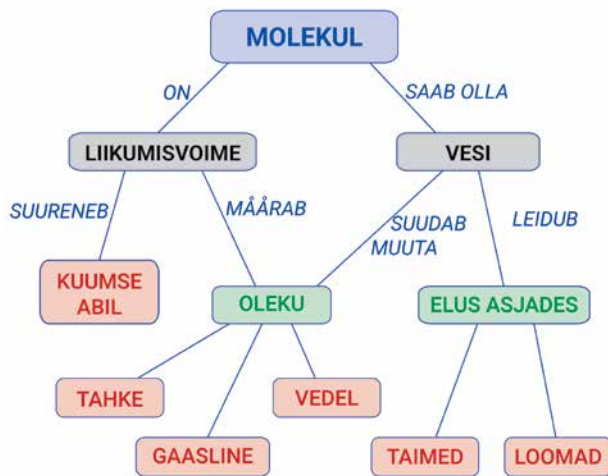 MOLEKUL
ON
SAAB OLLA
LIIKUMISVOIME
VESI
SUURENEB
MÅÅRAB
SUUDAB
MUUTA
LEIDUB
KUUMSE
ABIL
OLEKU
ELUS ASJADES
TAHKE
VEDEL
GAASLINE
TAIMED
LOOMAD